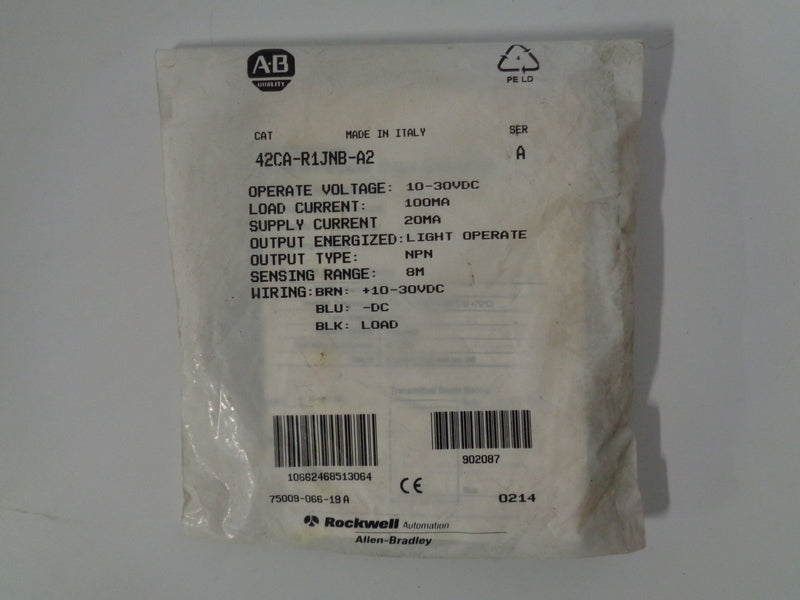 A-B
QUALITY
PE LD
CAT MADE IN ITALY SER
42CA-R1JNB-A2 A
OPERATE VOLTAGE: 10-30VDC
LOAD CURRENT: 100MA
SUPPLY CURRENT 20MA
OUTPUT ENERGIZED: LIGHT OPERATE
OUTPUT TYPE: NPN
SENSING RANGE: 8M
WIRING: BRN: +10-30VDC
BLU: -DC
BLK: LOAD
10662468513064
902087
75009-066-19 A
CE
0214
Rockwell Automation
Allen-Bradley